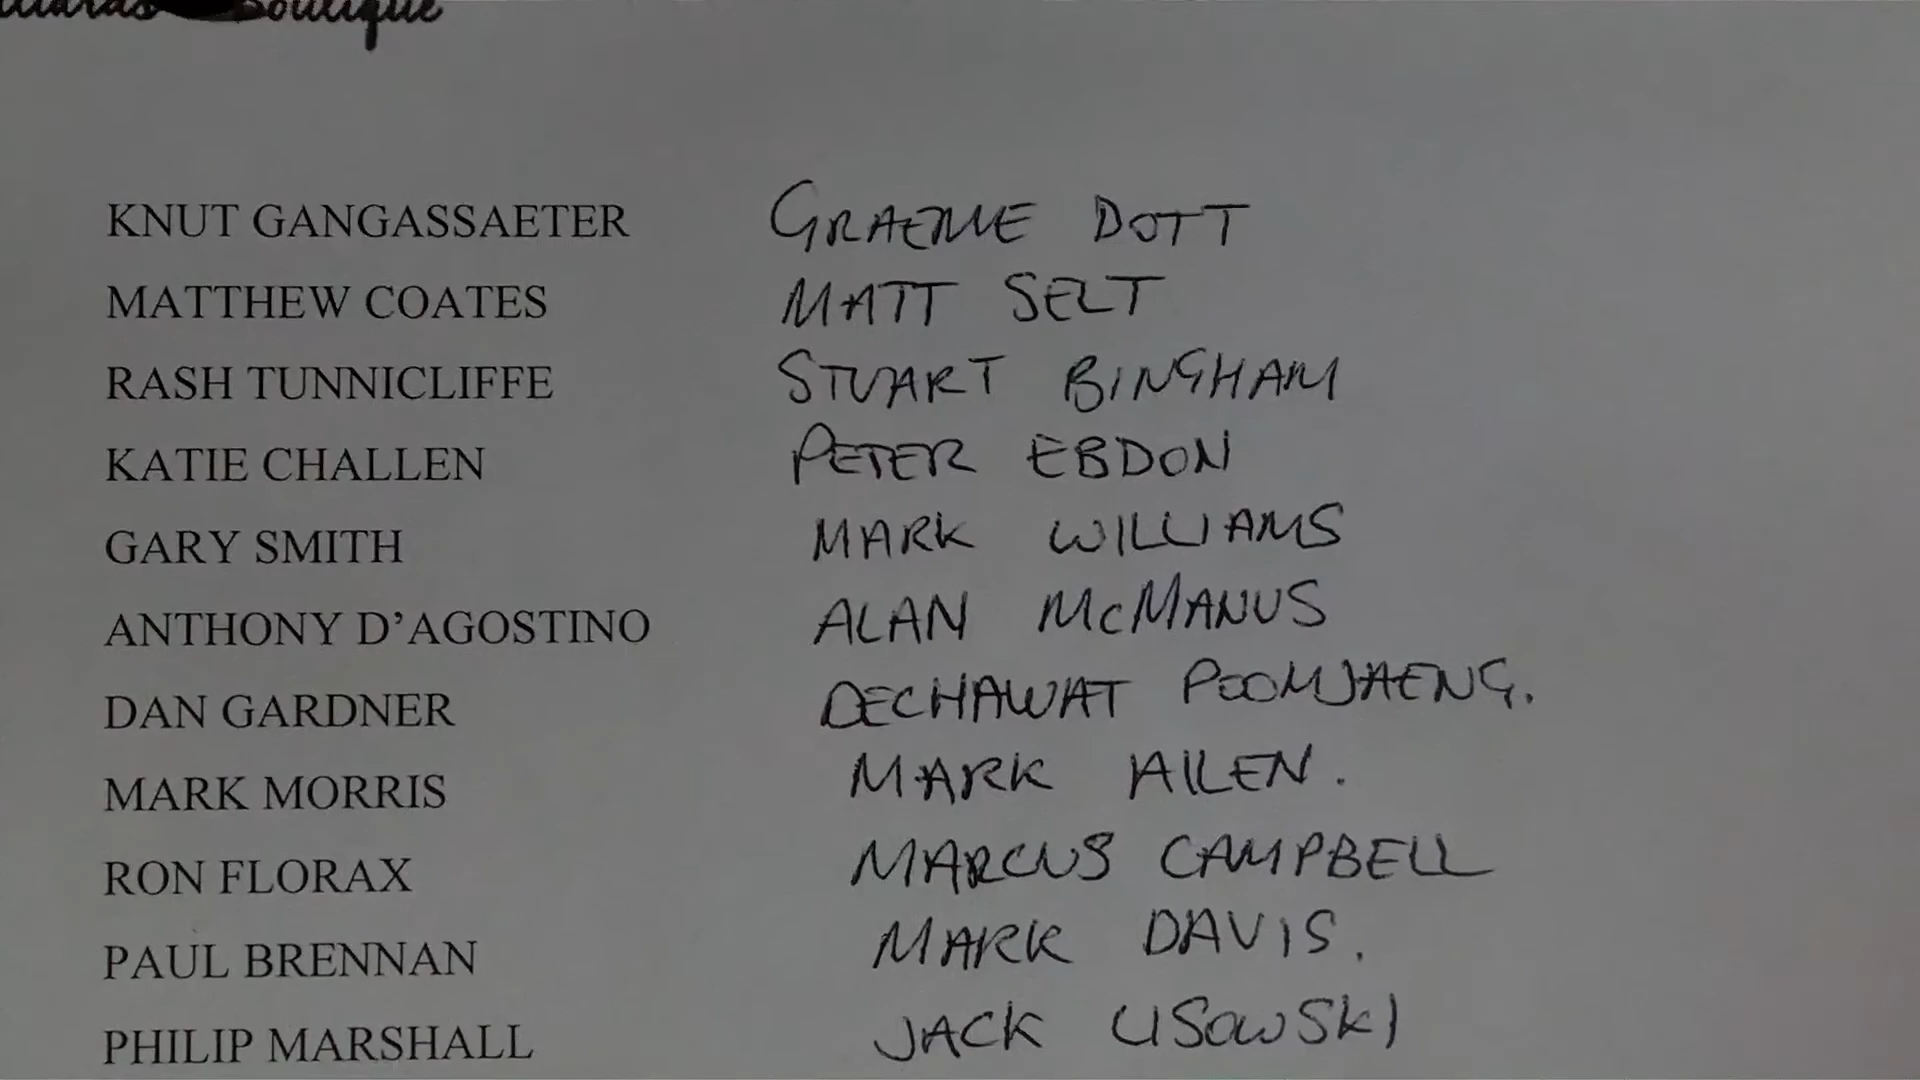 Boutique
KNUT GANGASSAETER GRAEME DOTT
MATTHEW COATES MATT SELT
RASH TUNNICLIFFE STUART BINGHAM
KATIE CHALLEN PETER EBDON
GARY SMITH MARK WILLIAMS
ANTHONY D’AGOSTINO ALAN McMANUS
DAN GARDNER DECHAWAT POOMJAENG.
MARK MORRIS MARK ALLEN.
RON FLORAX MARCUS CAMPBELL
PAUL BRENNAN MARK DAVIS.
PHILIP MARSHALL JACK LISOWSKI